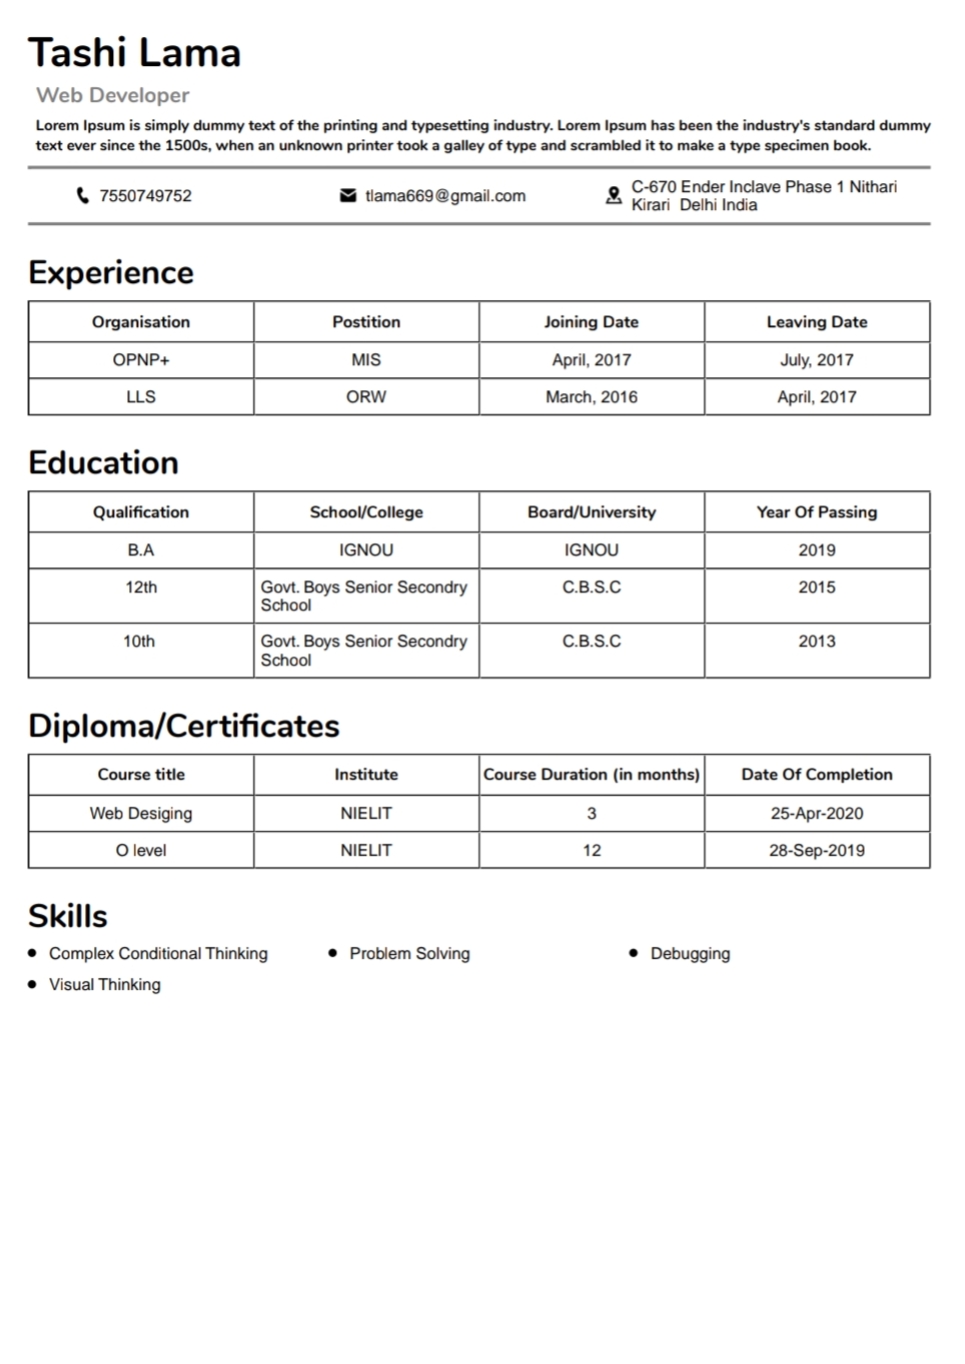 Tashi Lama
Web Developer
Lorem Ipsum is simply dummy text of the printing and typesetting industry. Lorem Ipsum has been the industry's standard dummy
text ever since the 1500s, when an unknown printer took a galley of type and scrambled it to make a type specimen book.
7550749752 tlama669@gmail.com C-670 Ender Inclave Phase 1 Nithari
Kirari Delhi India
Experience
Organisation Postition Joining Date Leaving Date
OPNP+ MIS April, 2017 July, 2017
LLS ORW March, 2016 April, 2017
Education
Qualification School/College Board/University Year Of Passing
B.A IGNOU IGNOU 2019
12th Govt. Boys Senior Secondry C.B.S.C 2015
School
10th Govt. Boys Senior Secondry C.B.S.C 2013
School
Diploma/Certificates
Course title Institute Course Duration (in months) Date Of Completion
Web Desiging NIELIT 3 25-Apr-2020
O level NIELIT 12 28-Sep-2019
Skills
• Complex Conditional Thinking • Problem Solving • Debugging
• Visual Thinking